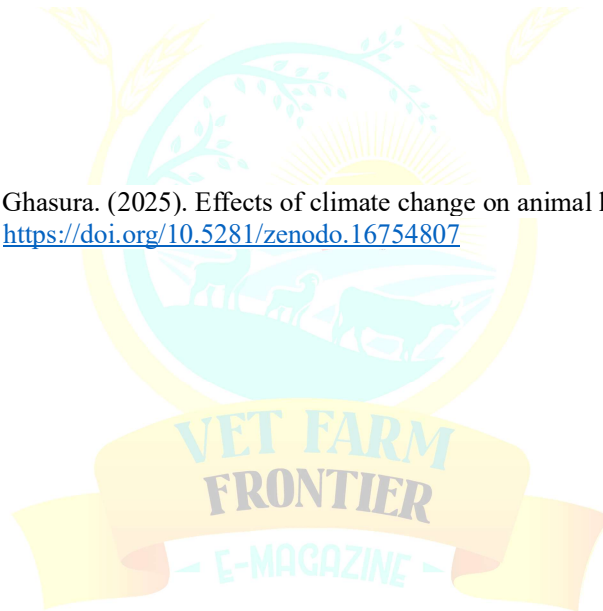 Ghasura. (2025). Effects of climate change on animal
https://doi.org/10.5281/zenodo.16754807
VET FARM
FRONTIER
E-MAGAZINE